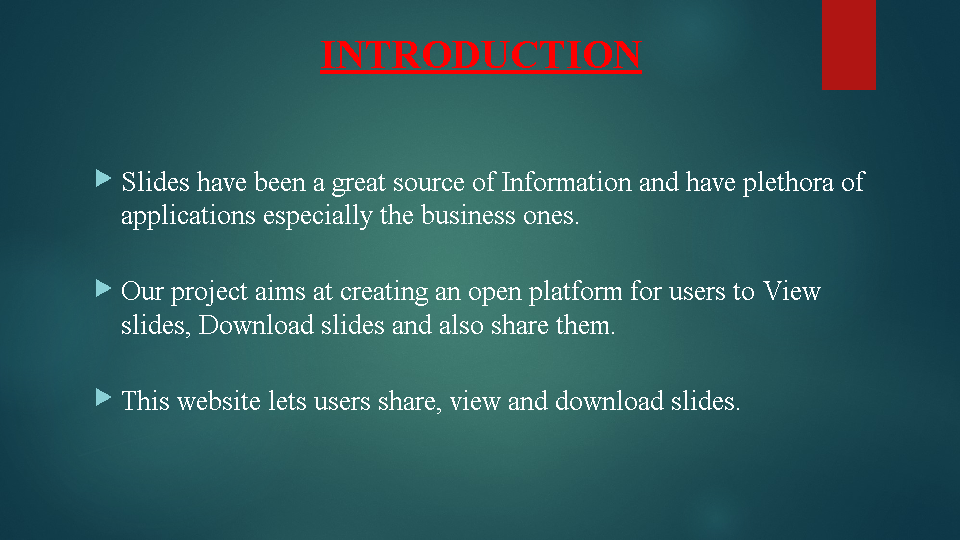 INTRODUCTION
Slides have been a great source of Information and have plethora of
applications especially the business ones.
Our project aims at creating an open platform for users to View
slides, Download slides and also share them.
This website lets users share, view and download slides.